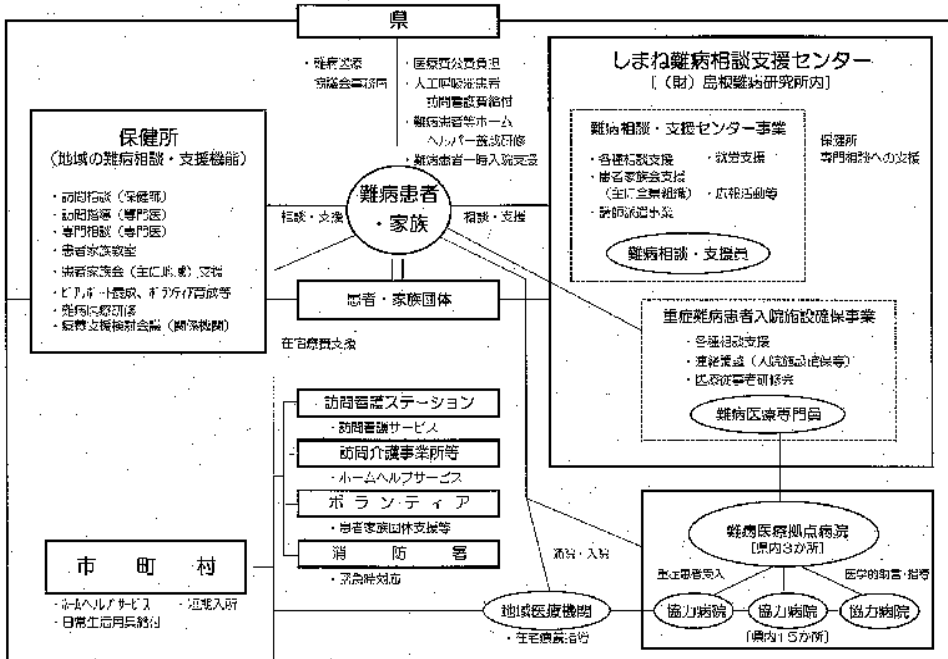 県
・難病医療
協議会事務局
・医療費公費負担
・人工呼吸器患者
訪問看護費給付
・難病患者等ホーム
ヘルパー養成研修
・難病患者一時入院支援
しまね難病相談支援センター
[（財）島根難病研究所内]
難病相談・支援センター事業
・各種相談支援
・就労支援
・患者家族会支援
（主に全県組織）
・広報活動等
・講師派遣事業
難病相談・支援員
保健所
専門相談への支援
保健所
（地域の難病相談・支援機能）
・訪問相談（保健師）
・訪問指導（専門医）
・専門相談（専門医）
・患者家族教室
・患者家族会（主に地域）支援
・ピアサポート養成、ボランティア育成等
・難病医療研修
・療養支援検討会議（関係機関）
難病患者
・家族
相談・支援
相談・支援
患者・家族団体
在宅療養支援
重症難病患者入院施設確保事業
・各種相談支援
・連絡調整（入院施設確保等）
・医療従事者研修会
難病医療専門員
訪問看護ステーション
・訪問看護サービス
訪問介護事業所等
・ホームヘルプサービス
ボランティア
・患者家族団体支援等
消防署
・緊急時対応
市町村
・ホームヘルプサービス
・短期入所
・日常生活用具給付
通院・入院
地域医療機関
・在宅療養治療
難病医療拠点病院
[県内3か所]
重症患者受入
医学的助言・指導
協力病院
協力病院
協力病院
[県内15か所]